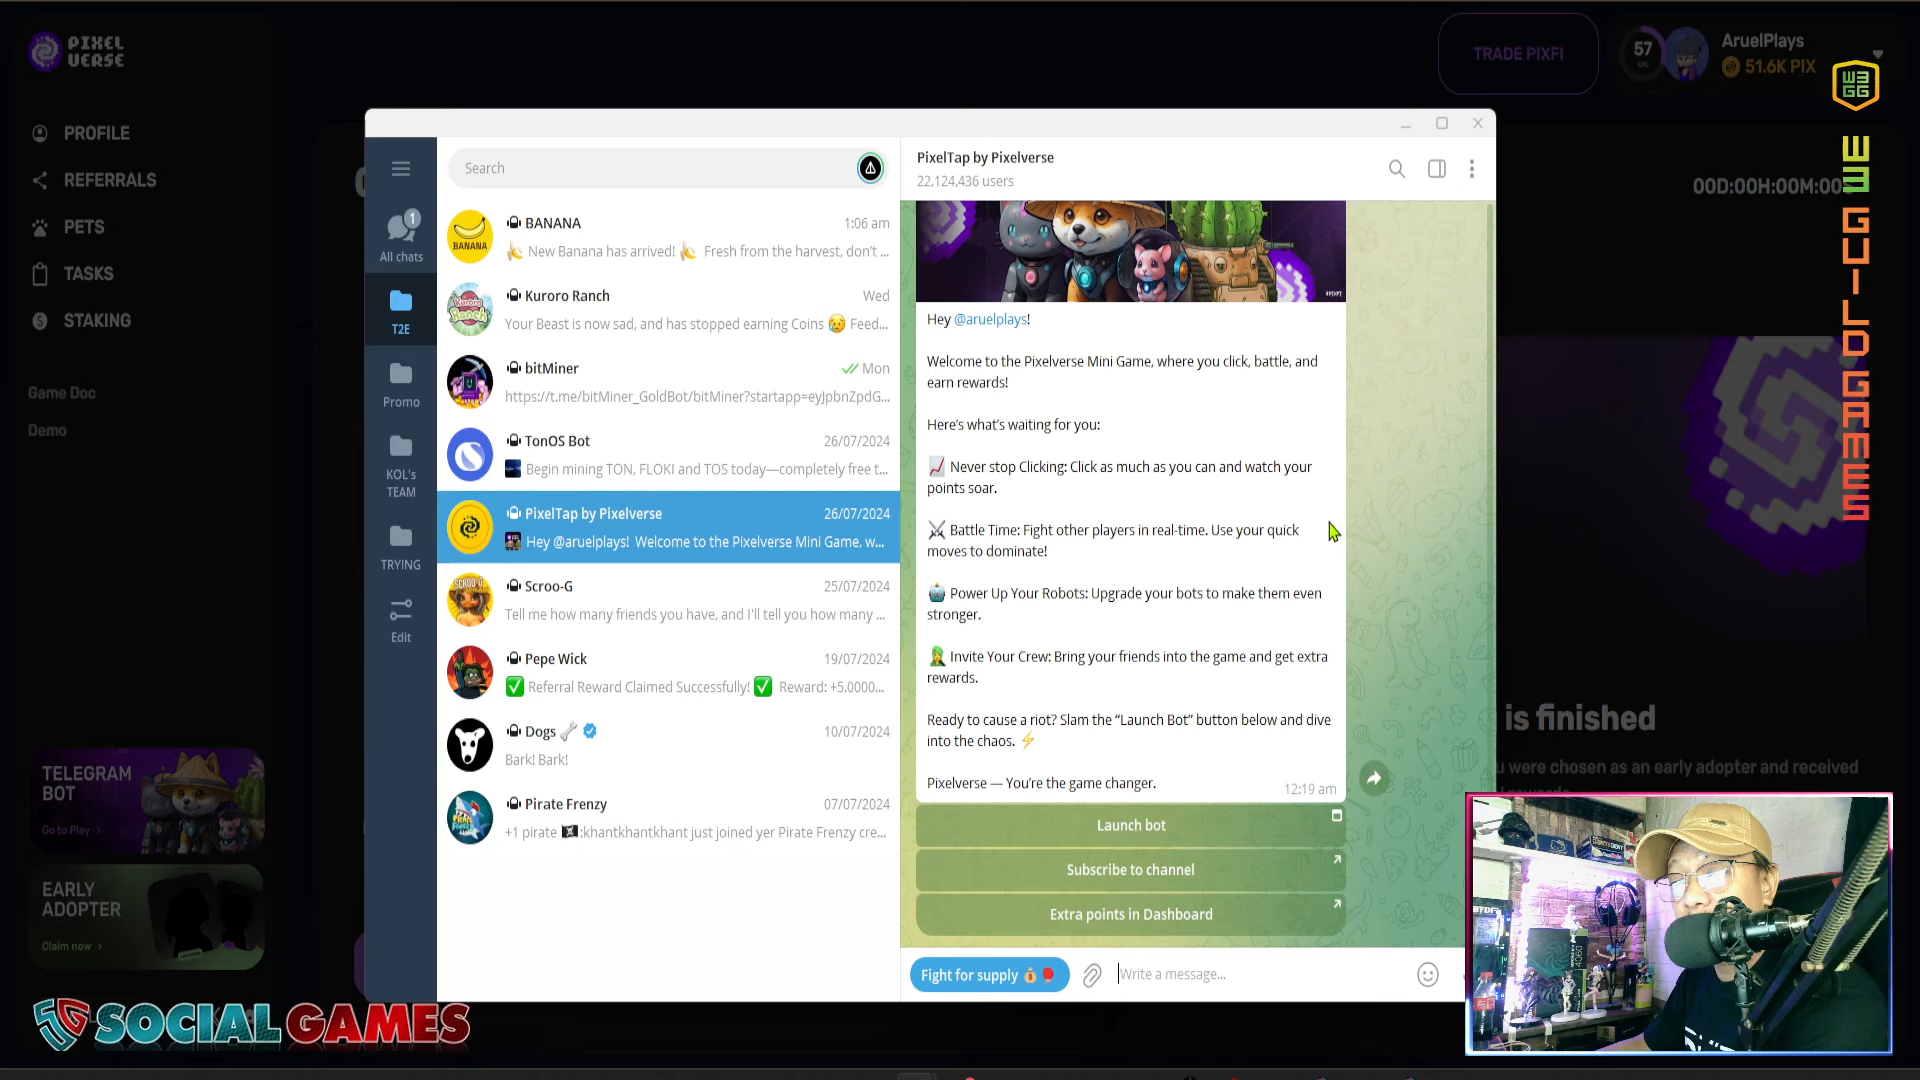 PIXEL
VERSE
TRADE PIXFI
57
LVL
AruelPlays
51.6K PIX
W3
GG
W3 GUILD GAMES
PROFILE
REFERRALS
PETS
TASKS
STAKING
Game Doc
Demo
00D:00H:00M:00S
is finished
u were chosen as an early adopter and received
TELEGRAM
BOT
Go to Play
EARLY
ADOPTER
Claim now
SG SOCIAL GAMES
1
All chats
T2E
Promo
KOL's
TEAM
TRYING
Edit
Search
BANANA
BANANA
1:06 am
🍌 New Banana has arrived! 🍌 Fresh from the harvest, don't ...
Kuroro Ranch
Wed
Your Beast is now sad, and has stopped earning Coins 😥 Feed...
bitMiner
Mon
https://t.me/bitMiner_GoldBot/bitMiner?startapp=eyJpbnZpdG...
TonOS Bot
26/07/2024
Begin mining TON, FLOKI and TOS today—completely free t...
PixelTap by Pixelverse
26/07/2024
Hey @aruelplays! Welcome to the Pixelverse Mini Game, w...
SCROO-G
Scroo-G
25/07/2024
Tell me how many friends you have, and I'll tell you how many ...
Pepe Wick
19/07/2024
✅ Referral Reward Claimed Successfully! ✅ Reward: +5.0000...
Dogs 🦴
10/07/2024
Bark! Bark!
Pirate Frenzy
07/07/2024
+1 pirate 🏴‍☠️:khantkhantkhant just joined yer Pirate Frenzy cre...
PixelTap by Pixelverse
22,124,436 users
Hey @aruelplays!
Welcome to the Pixelverse Mini Game, where you click, battle, and
earn rewards!
Here's what's waiting for you:
📈 Never stop Clicking: Click as much as you can and watch your
points soar.
⚔️ Battle Time: Fight other players in real-time. Use your quick
moves to dominate!
🤖 Power Up Your Robots: Upgrade your bots to make them even
stronger.
Invite Your Crew: Bring your friends into the game and get extra
rewards.
Ready to cause a riot? Slam the “Launch Bot” button below and dive
into the chaos. ⚡
Pixelverse — You're the game changer.
12:19 am
Launch bot
Subscribe to channel
Extra points in Dashboard
Fight for supply 💰🥊
Write a message...